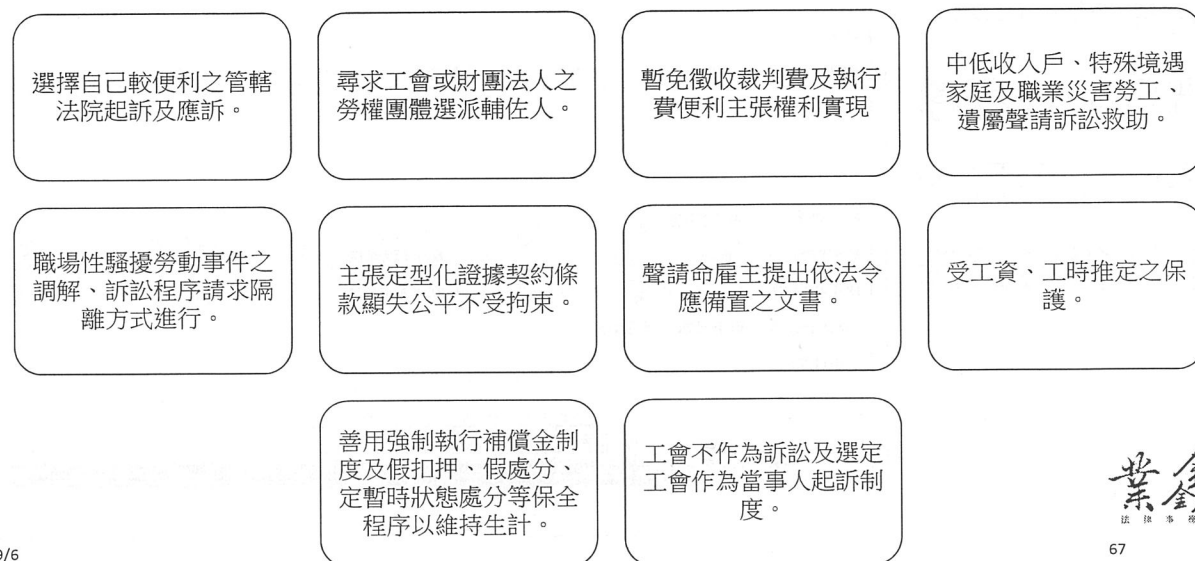 選擇自己較便利之管轄
法院起訴及應訴。
尋求工會或財團法人之
勞權團體選派輔佐人。
暫免徵收裁判費及執行
費便利主張權利實現
中低收入戶、特殊境遇
家庭及職業災害勞工、
遺屬聲請訴訟救助。
職場性騷擾勞動事件之
調解、訴訟程序請求隔
離方式進行。
主張定型化證據契約條
款顯失公平不受拘束。
聲請命雇主提出依法令
應備置之文書。
受工資、工時推定之保
護。
善用強制執行補償金制
度及假扣押、假處分、
定暫時狀態處分等保全
程序以維持生計。
工會不作為訴訟及選定
工會作為當事人起訴制
度。
法律事務
9/6
67